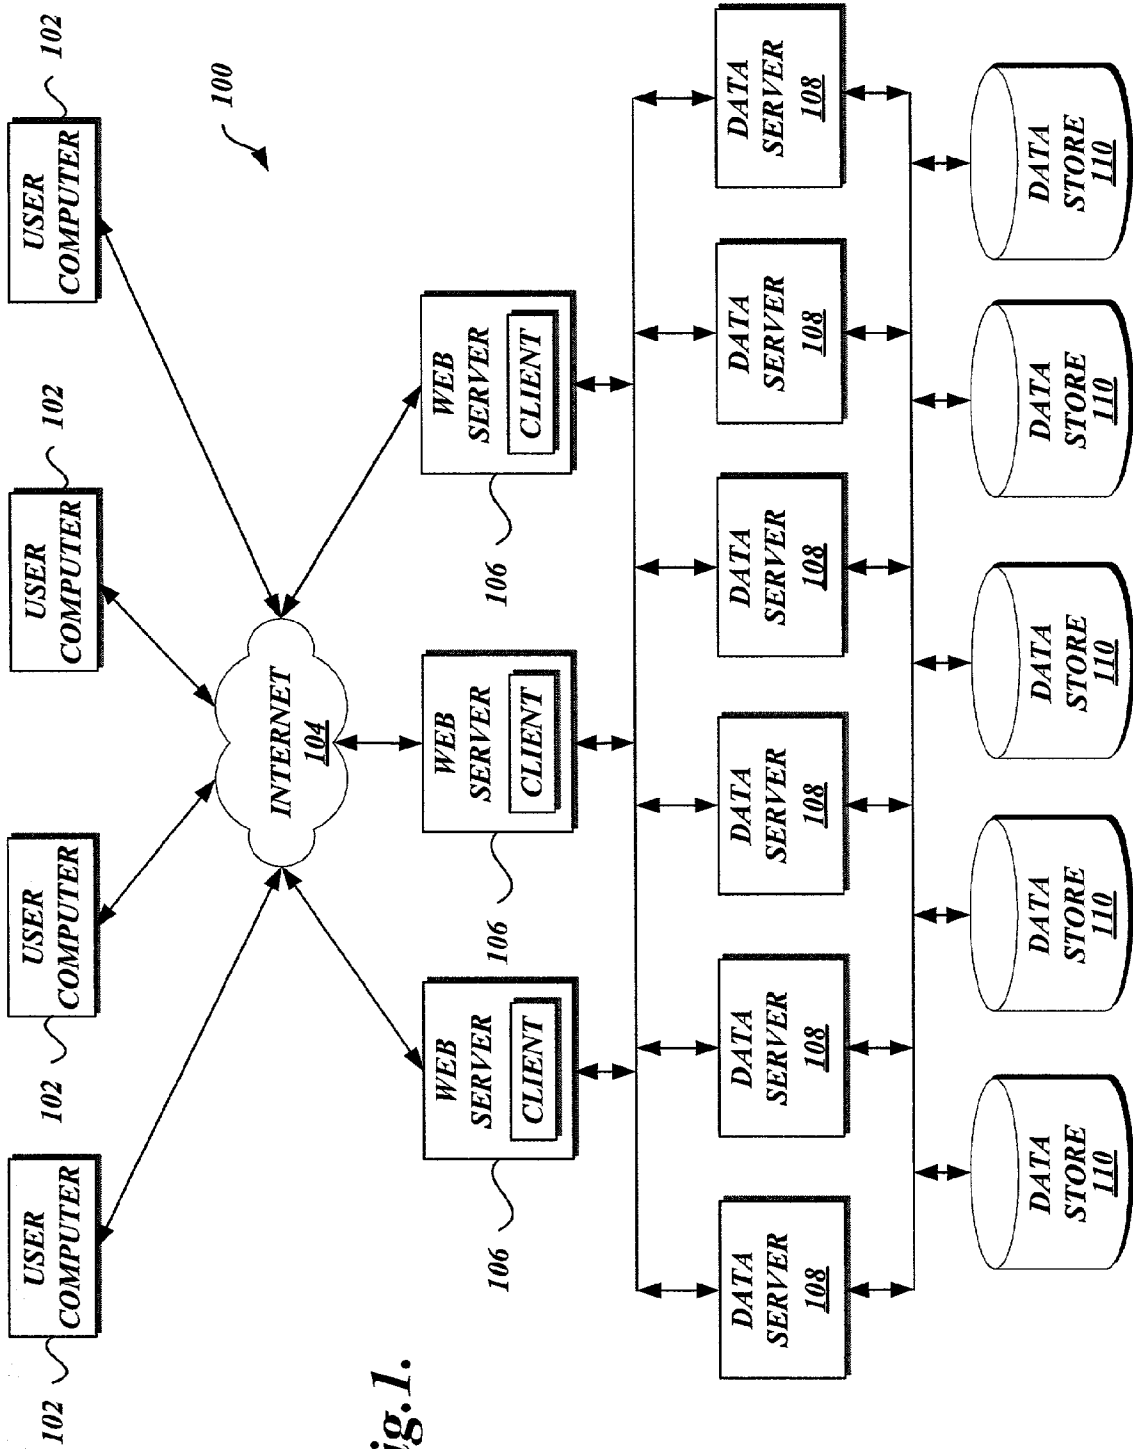 102
USER
COMPUTER
102
USER
COMPUTER
USER
COMPUTER
102
USER
COMPUTER
102
100
INTERNET
104
ig.1.
WEB
SERVER
CLIENT
106
WEB
SERVER
CLIENT
106
WEB
SERVER
CLIENT
106
DATA
SERVER
108
DATA
SERVER
108
DATA
SERVER
108
DATA
SERVER
108
DATA
SERVER
108
DATA
SERVER
108
DATA
STORE
110
DATA
STORE
110
DATA
STORE
110
DATA
STORE
110
DATA
STORE
110